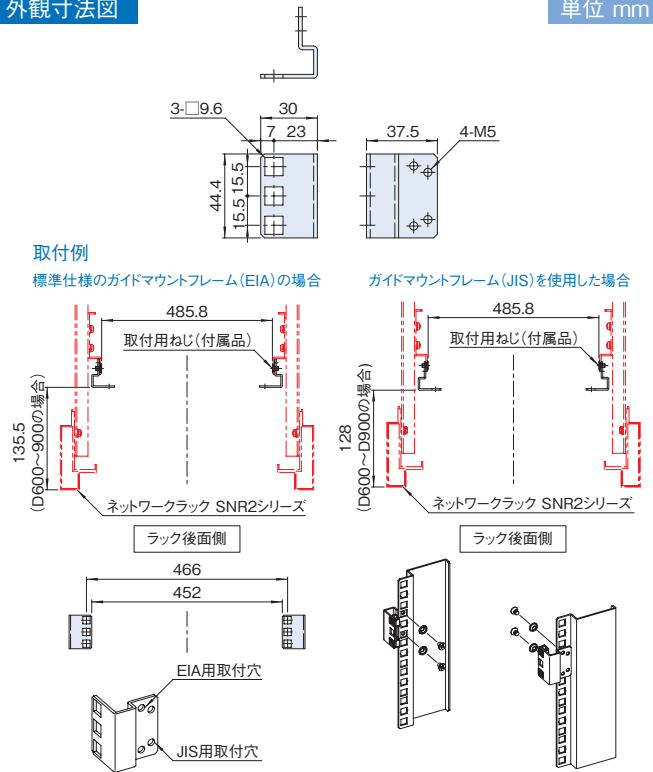 外観寸法図
単位 mm
3-□9.6
30
7 23
37.5
4-M5
44.4
15.5 15.5
取付例
標準仕様のガイドマウントフレーム(EIA)の場合
ガイドマウントフレーム(JIS)を使用した場合
485.8
取付用ねじ(付属品)
135.5
(D600~900の場合)
ネットワークラック SNR2シリーズ
ラック後面側
485.8
取付用ねじ(付属品)
128
(D600~D900の場合)
ネットワークラック SNR2シリーズ
ラック後面側
466
452
EIA用取付穴
JIS用取付穴